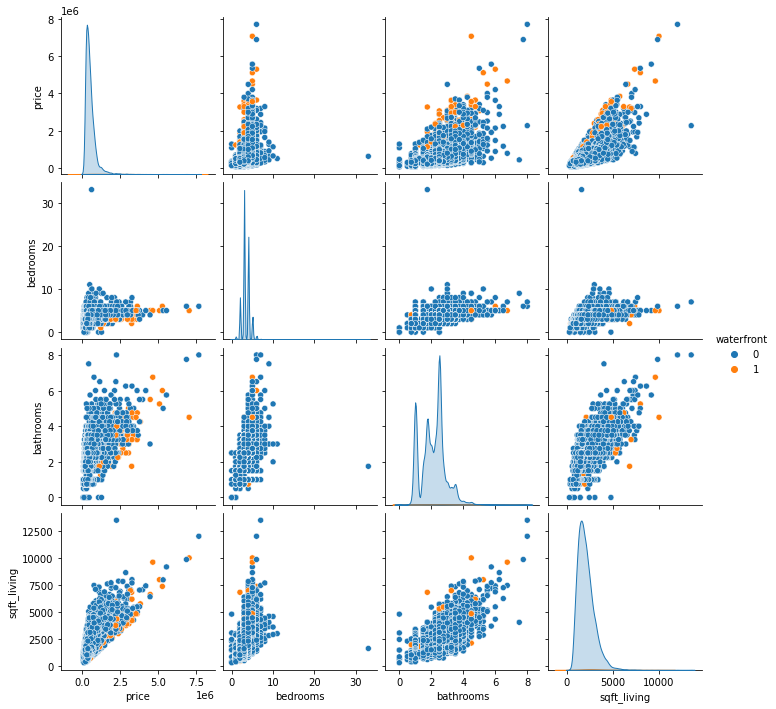 1e6
8
6
4
2
0
price
30
20
10
0
bedrooms
8
6
4
2
0
bathrooms
waterfront
0
1
12500
10000
7500
5000
2500
0
sqft_living
0.0 2.5 5.0 7.5
1e6
price
0 10 20 30
bedrooms
0 2 4 6 8
bathrooms
0 5000 10000
sqft_living